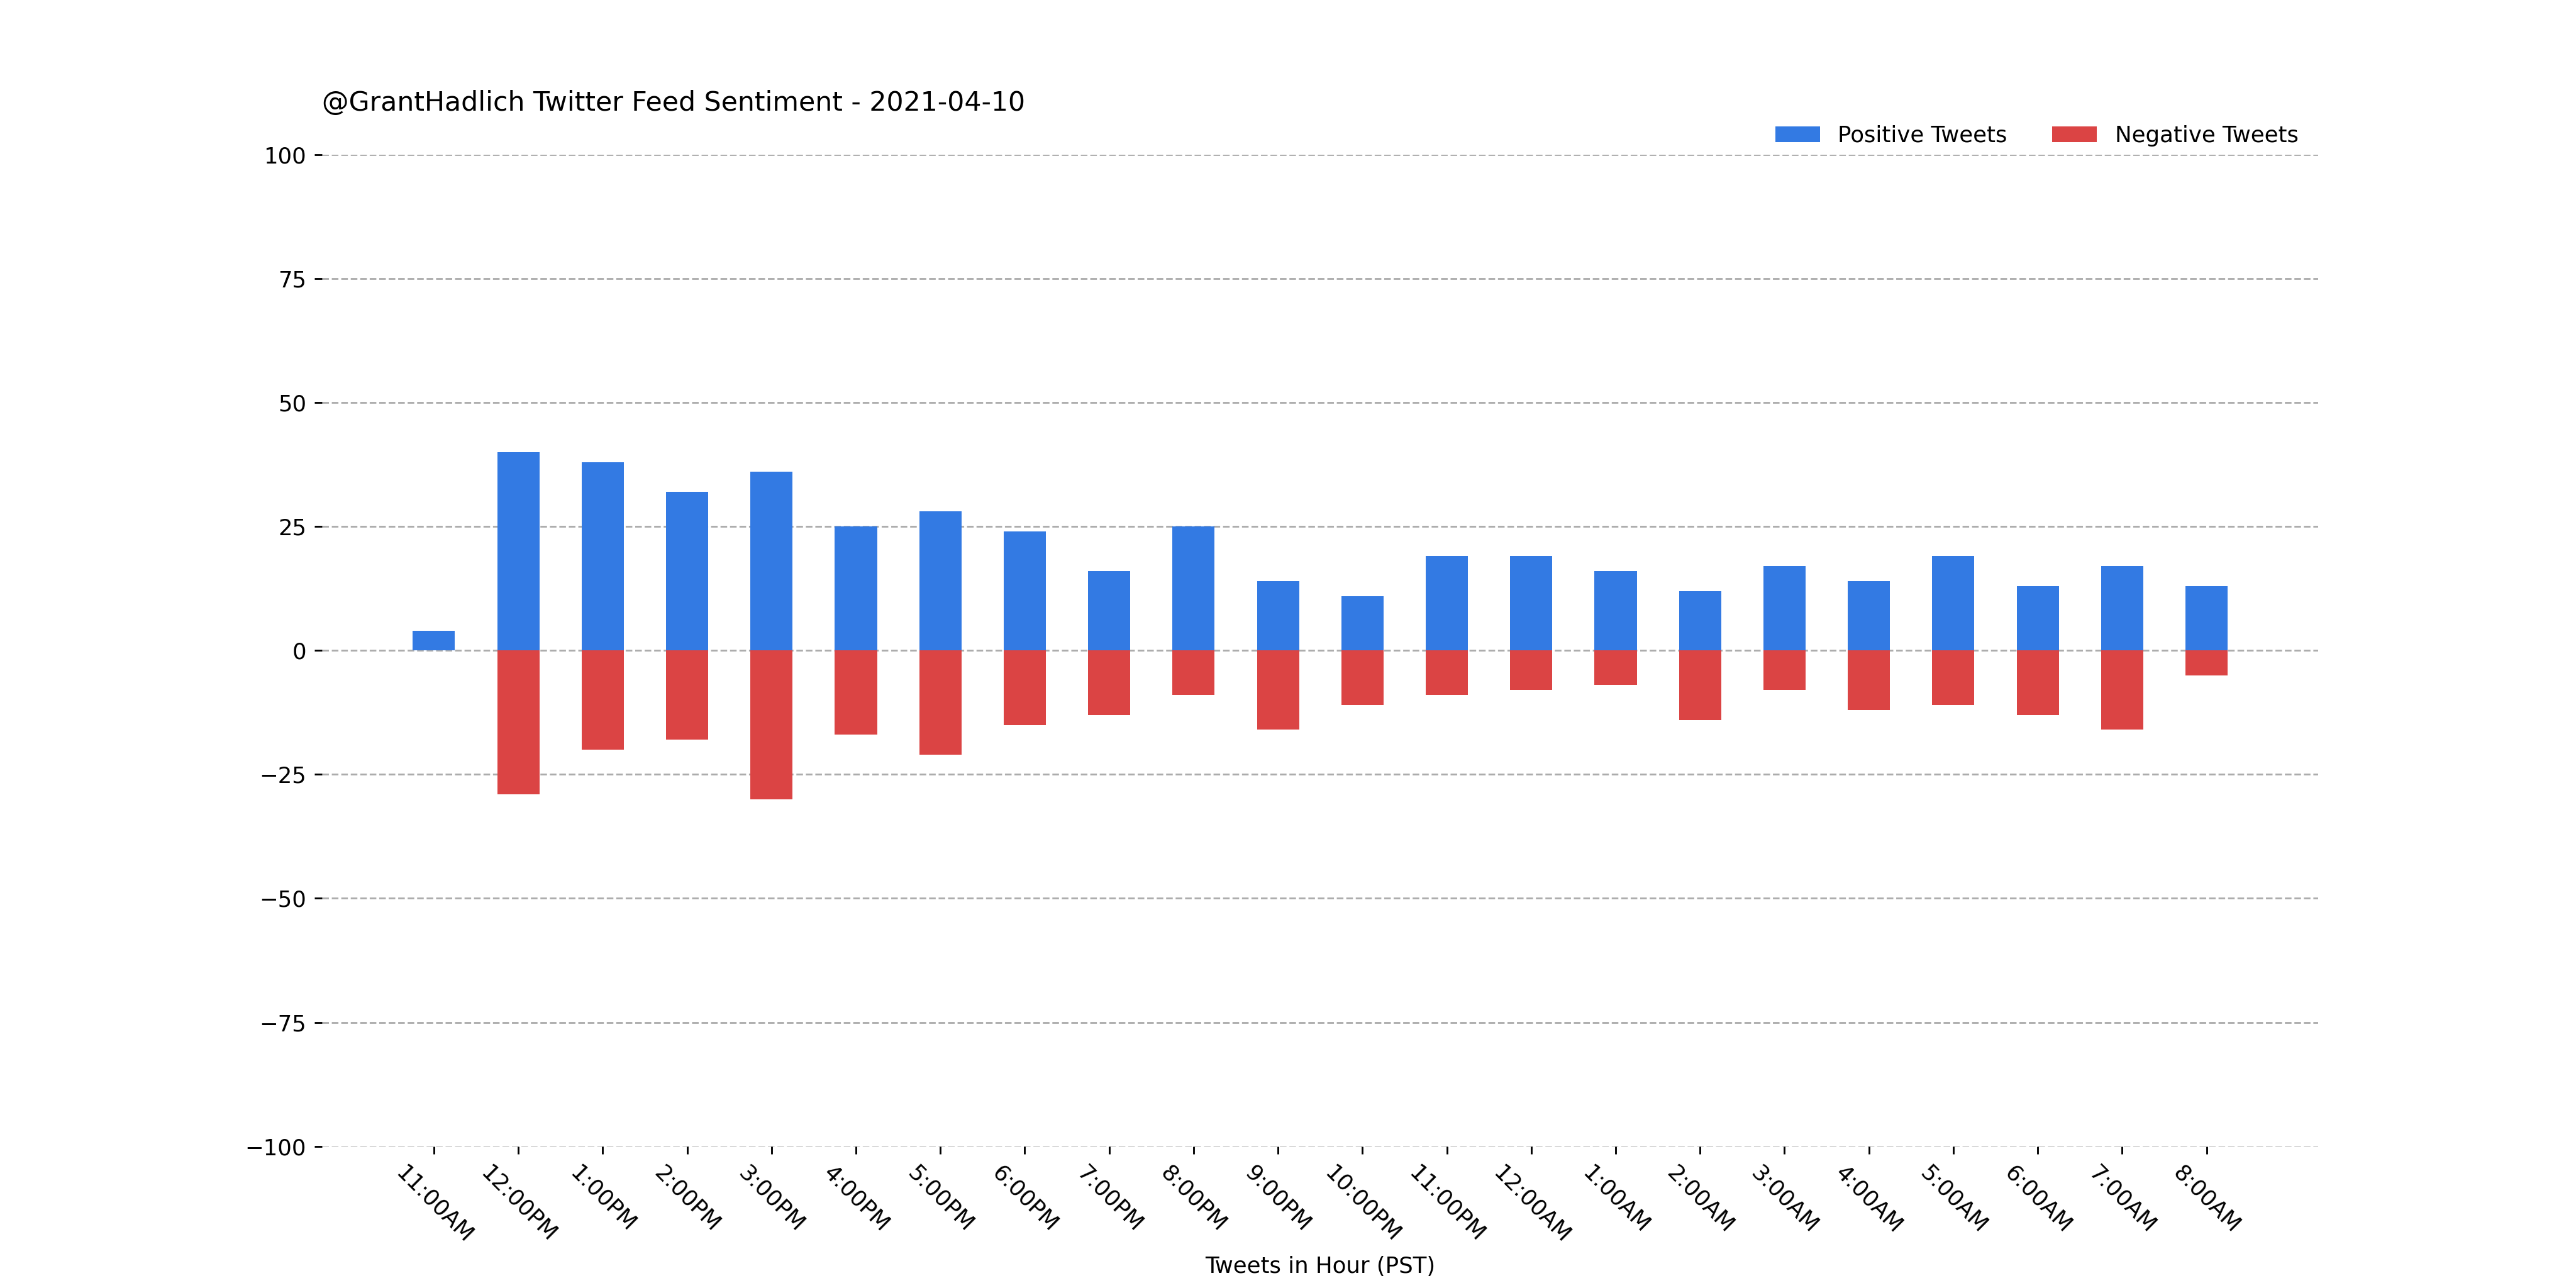 @GrantHadlich Twitter Feed Sentiment - 2021-04-10
Positive Tweets
Negative Tweets
100
75
50
25
0
−25
−50
−75
−100
11:00AM
12:00PM
1:00PM
2:00PM
3:00PM
4:00PM
5:00PM
6:00PM
7:00PM
8:00PM
9:00PM
10:00PM
11:00PM
12:00AM
1:00AM
2:00AM
3:00AM
4:00AM
5:00AM
6:00AM
7:00AM
8:00AM
Tweets in Hour (PST)